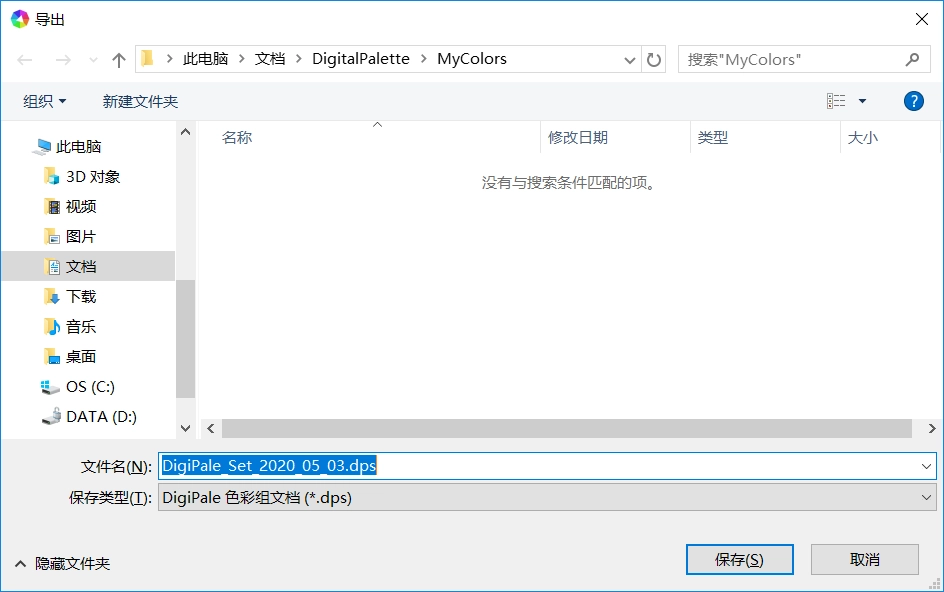 导出
此电脑 > 文档 > DigitalPalette > MyColors
搜索"MyColors"
组织
新建文件夹
?
名称
修改日期
类型
大小
没有与搜索条件匹配的项。
此电脑
3D 对象
视频
图片
文档
下载
音乐
桌面
OS (C:)
DATA (D:)
文件名(N):
DigiPale_Set_2020_05_03.dps
保存类型(T):
DigiPale 色彩组文档 (*.dps)
隐藏文件夹
保存(S)
取消